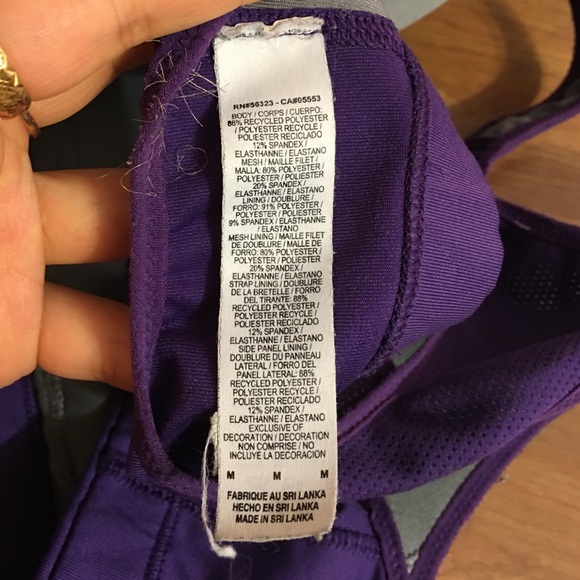 RN#56323 - CA#05553
BODY / CORPS / CUERPO:
88% RECYCLED POLYESTER
/ POLYESTER RECYCLE /
POLIESTER RECICLADO
12% SPANDEX /
ELASTHANNE / ELASTANO
MESH / MAILLE FILET /
MALLA: 80% POLYESTER /
POLYESTER / POLIESTER
20% SPANDEX /
ELASTHANNE / ELASTANO
LINING / DOUBLURE /
FORRO: 91% POLYESTER /
POLYESTER / POLIESTER
9% SPANDEX / ELASTHANNE
/ ELASTANO
MESH LINING / MAILLE FILET
DE DOUBLURE / MALLA DE
FORRO: 80% POLYESTER /
POLYESTER / POLIESTER
20% SPANDEX /
ELASTHANNE / ELASTANO
STRAP LINING / DOUBLURE
DE LA BRETELLE / FORRO
DEL TIRANTE: 88%
RECYCLED POLYESTER /
POLYESTER RECYCLE /
POLIESTER RECICLADO
12% SPANDEX /
ELASTHANNE / ELASTANO
SIDE PANEL LINING /
DOUBLURE DU PANNEAU
LATERAL / FORRO DEL
PANEL LATERAL: 88%
RECYCLED POLYESTER /
POLYESTER RECYCLE /
POLIESTER RECICLADO
12% SPANDEX /
ELASTHANNE / ELASTANO
EXCLUSIVE OF
DECORATION / DECORATION
NON COMPRISE / NO
INCLUYE LA DECORACION
M M M
FABRIQUE AU SRI LANKA
HECHO EN SRI LANKA
MADE IN SRI LANKA